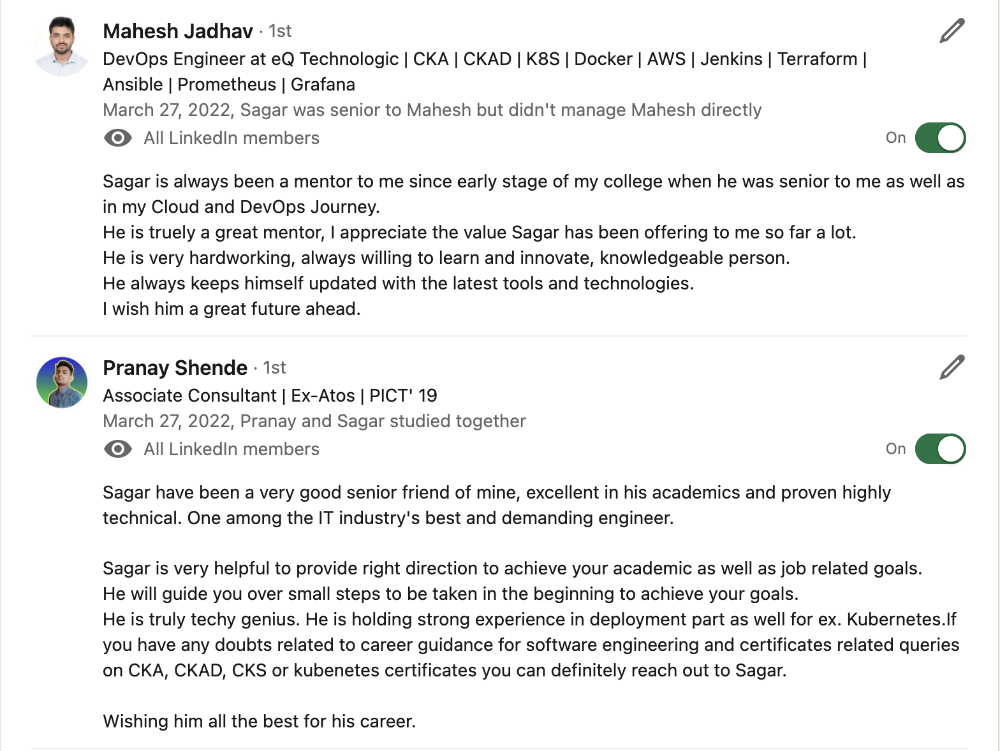 Mahesh Jadhav · 1st
DevOps Engineer at eQ Technologic | CKA | CKAD | K8S | Docker | AWS | Jenkins | Terraform |
Ansible | Prometheus | Grafana
March 27, 2022, Sagar was senior to Mahesh but didn't manage Mahesh directly
All LinkedIn members
On
Sagar is always been a mentor to me since early stage of my college when he was senior to me as well as
in my Cloud and DevOps Journey.
He is truely a great mentor, I appreciate the value Sagar has been offering to me so far a lot.
He is very hardworking, always willing to learn and innovate, knowledgeable person.
He always keeps himself updated with the latest tools and technologies.
I wish him a great future ahead.
Pranay Shende · 1st
Associate Consultant | Ex-Atos | PICT' 19
March 27, 2022, Pranay and Sagar studied together
All LinkedIn members
On
Sagar have been a very good senior friend of mine, excellent in his academics and proven highly
technical. One among the IT industry's best and demanding engineer.
Sagar is very helpful to provide right direction to achieve your academic as well as job related goals.
He will guide you over small steps to be taken in the beginning to achieve your goals.
He is truly techy genius. He is holding strong experience in deployment part as well for ex. Kubernetes.If
you have any doubts related to career guidance for software engineering and certificates related queries
on CKA, CKAD, CKS or kubenetes certificates you can definitely reach out to Sagar.
Wishing him all the best for his career.